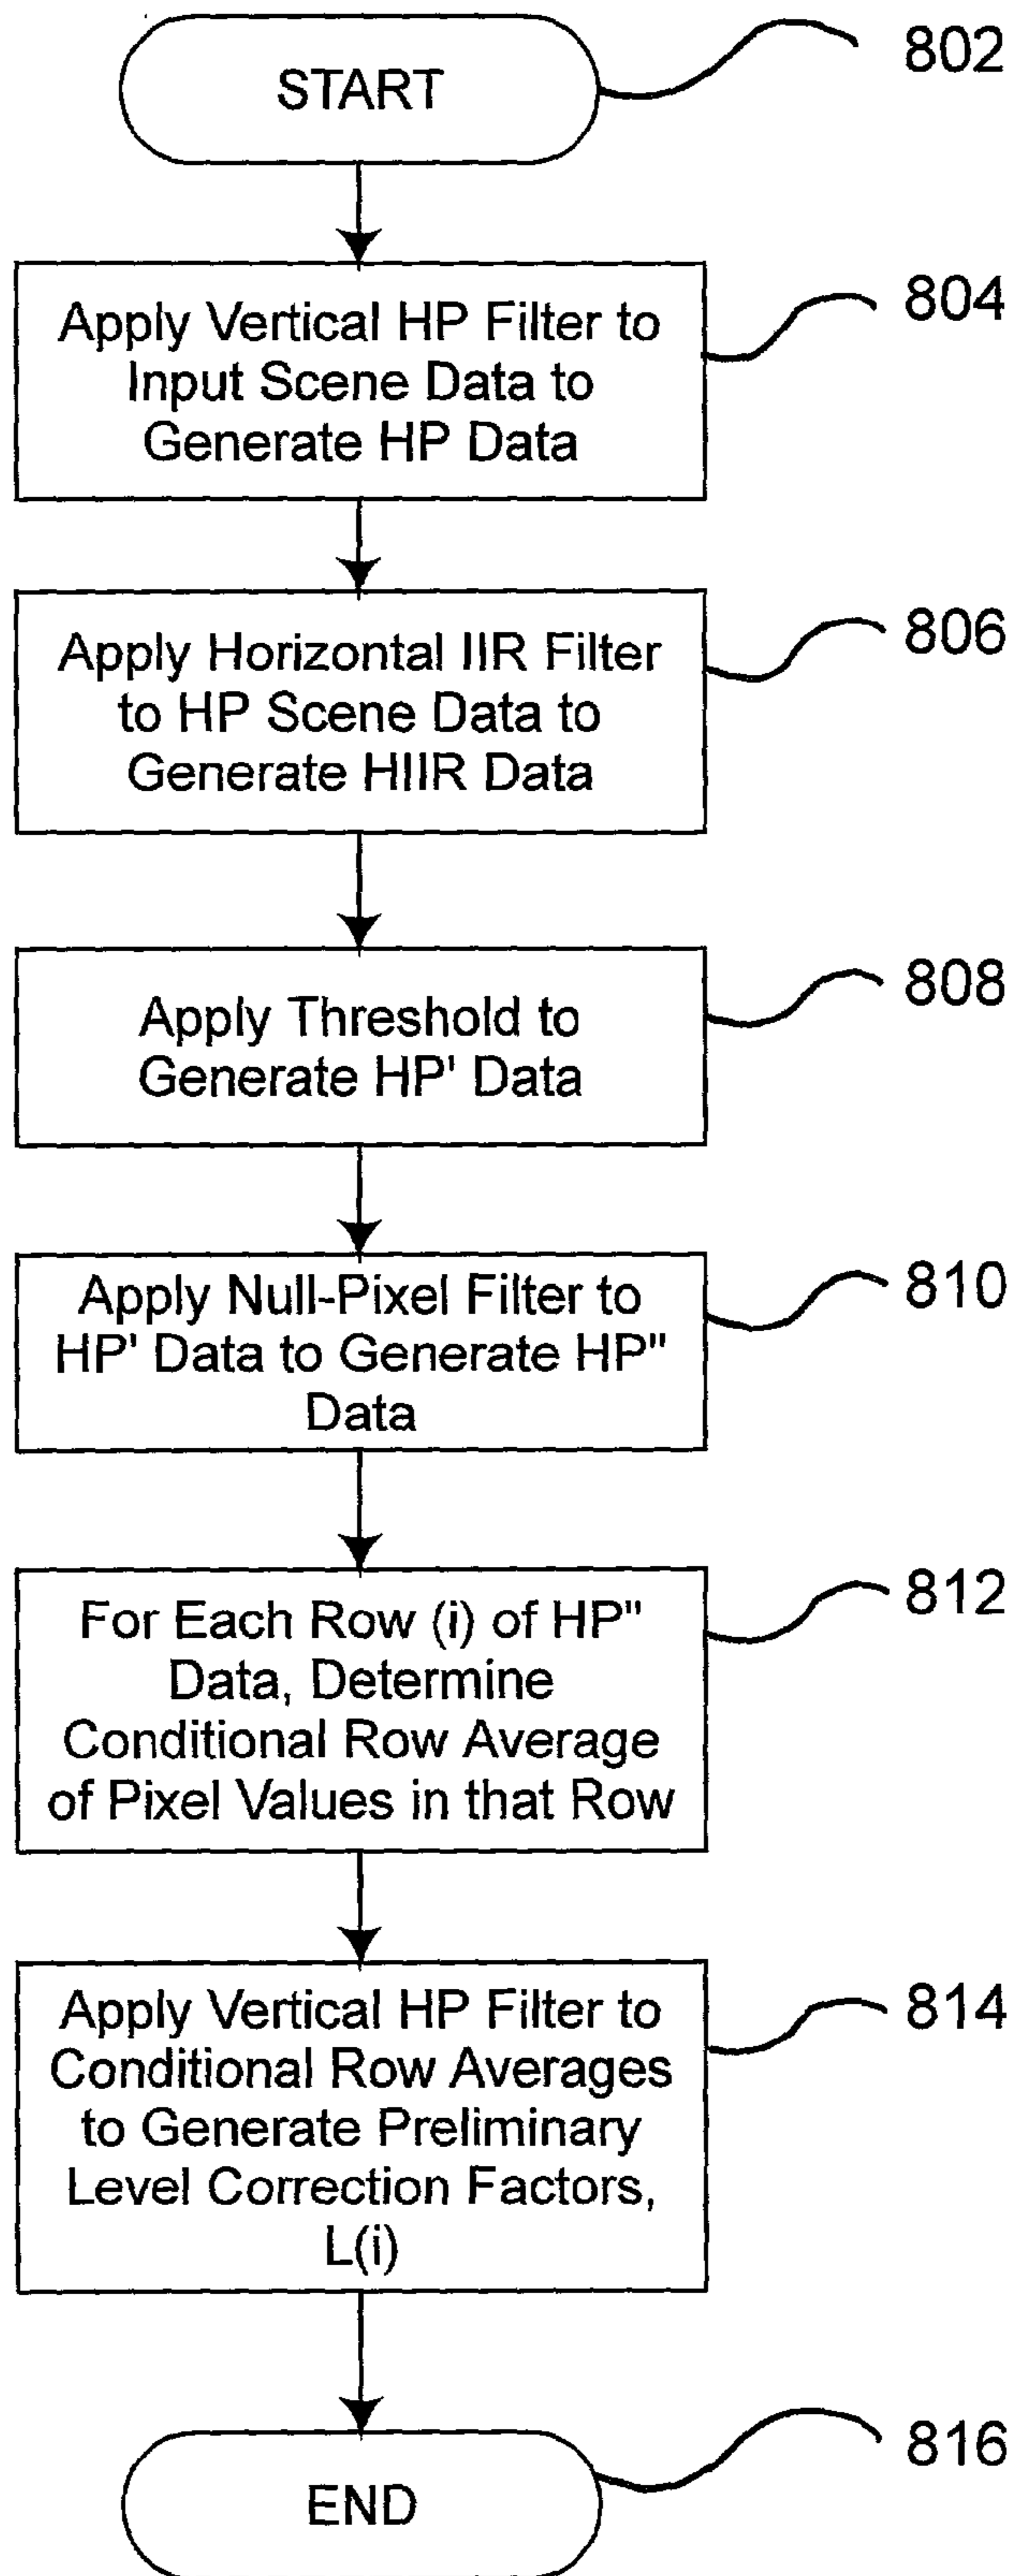 START
802
Apply Vertical HP Filter to
Input Scene Data to
Generate HP Data
804
Apply Horizontal IIR Filter
to HP Scene Data to
Generate HIIR Data
806
Apply Threshold to
Generate HP' Data
808
Apply Null-Pixel Filter to
HP' Data to Generate HP"
Data
810
For Each Row (i) of HP"
Data, Determine
Conditional Row Average
of Pixel Values in that Row
812
Apply Vertical HP Filter to
Conditional Row Averages
to Generate Preliminary
Level Correction Factors,
L(i)
814
END
816